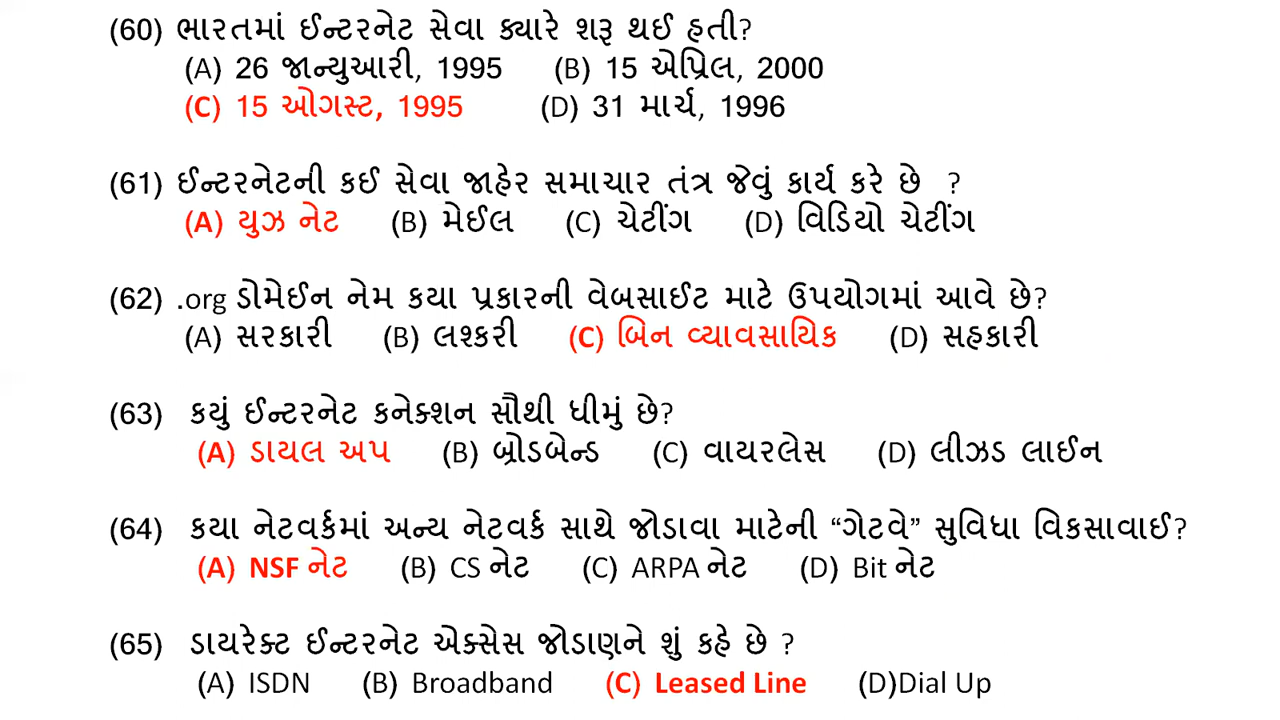 (60) ભારતમાં ઈન્ટરનેટ સેવા ક્યારે શરૂ થઈ હતી?
(A) 26 જાન્યુઆરી, 1995 (B) 15 એપ્રિલ, 2000
(C) 15 ઓગસ્ટ, 1995 (D) 31 માર્ચ, 1996
(61) ઈન્ટરનેટની કઈ સેવા જાહેર સમાચાર તંત્ર જેવું કાર્ય કરે છે ?
(A) યુઝ નેટ (B) મેઈલ (C) ચેટીંગ (D) વિડિયો ચેટીંગ
(62) .org ડોમેઈન નેમ કયા પ્રકારની વેબસાઈટ માટે ઉપયોગમાં આવે છે?
(A) સરકારી (B) લશ્કરી (C) બિન વ્યાવસાયિક (D) સહકારી
(63) કયું ઈન્ટરનેટ કનેક્શન સૌથી ધીમું છે?
(A) ડાયલ અપ (B) બ્રોડબેન્ડ (C) વાયરલેસ (D) લીઝડ લાઈન
(64) કયા નેટવર્કમાં અન્ય નેટવર્ક સાથે જોડાવા માટેની “ગેટવે” સુવિધા વિકસાવાઈ?
(A) NSF નેટ (B) CS નેટ (C) ARPA નેટ (D) Bit નેટ
(65) ડાયરેક્ટ ઈન્ટરનેટ એક્સેસ જોડાણને શું કહે છે ?
(A) ISDN (B) Broadband (C) Leased Line (D)Dial Up